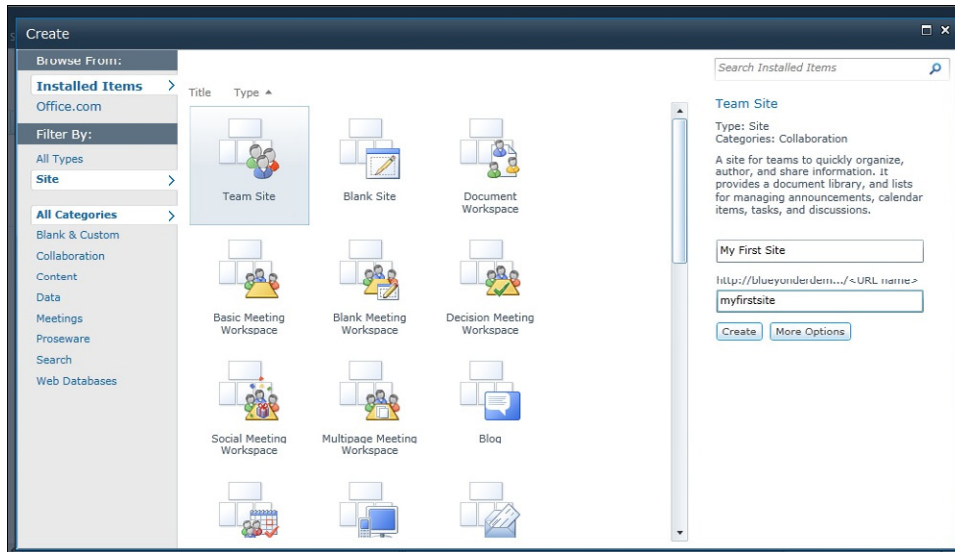 Create
Browse From:
Installed Items
Office.com
Filter By:
All Types
Site
All Categories
Blank & Custom
Collaboration
Content
Data
Meetings
Proseware
Search
Web Databases
Title Type
Team Site
Blank Site
Document
Workspace
Basic Meeting
Workspace
Blank Meeting
Workspace
Decision Meeting
Workspace
Social Meeting
Workspace
Multipage Meeting
Workspace
Blog
Search Installed Items
Team Site
Type: Site
Categories: Collaboration
A site for teams to quickly organize,
author, and share information. It
provides a document library, and lists
for managing announcements, calendar
items, tasks, and discussions.
My First Site
http://blueyonderdem.../<URL name>
myfirstsite
Create More Options